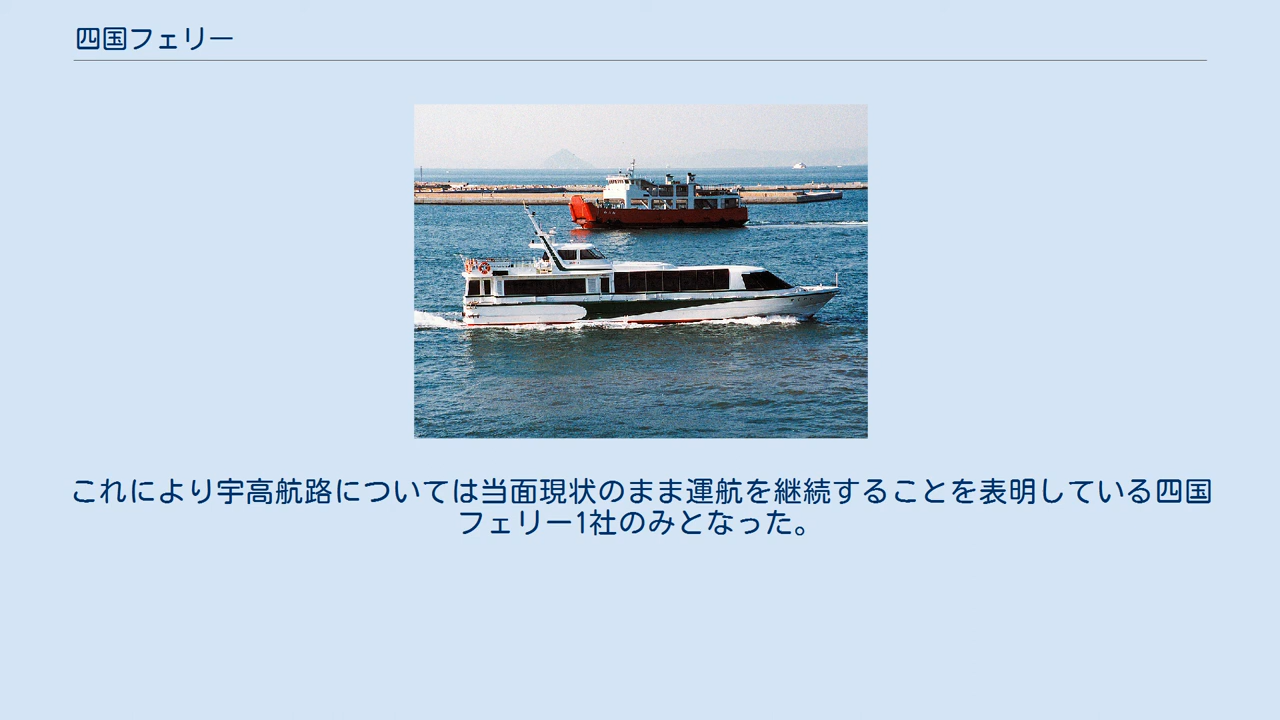 四国フェリー
これにより宇高航路については当面現状のまま運航を継続することを表明している四国
フェリー1社のみとなった。